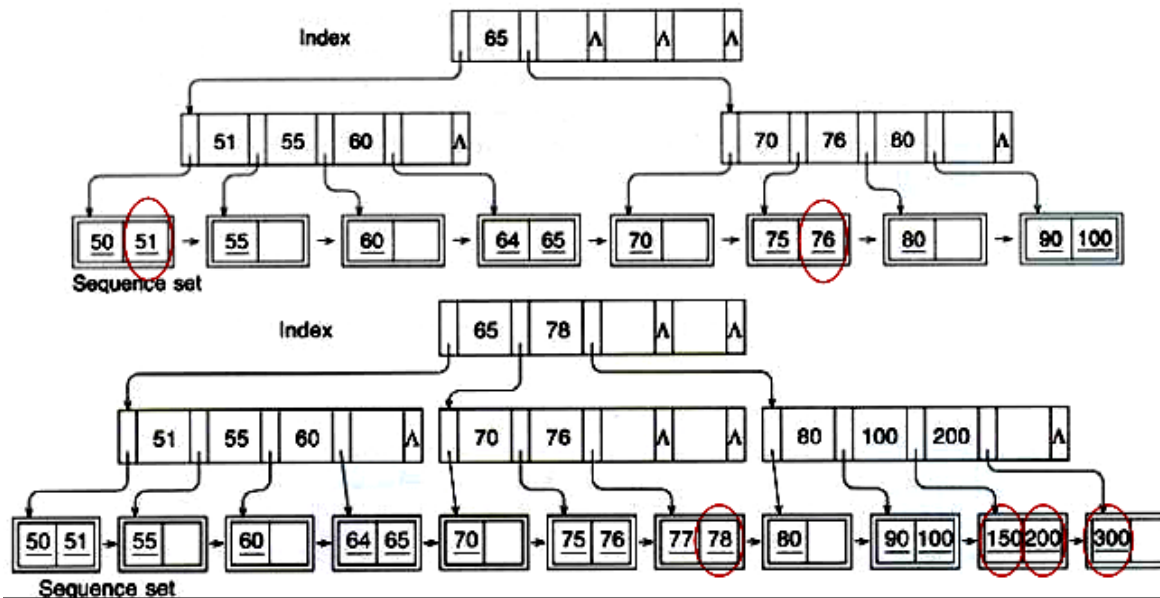 Index 65 Λ Λ Λ
51 55 60 Λ 70 76 80 Λ
50 51 55 60 64 65 70 75 76 80 90 100
Sequence set
Index 65 78 Λ Λ
51 55 60 Λ 70 76 Λ Λ 80 100 200 Λ
50 51 55 60 64 65 70 75 76 77 78 80 90 100 150 200 300
Sequence set